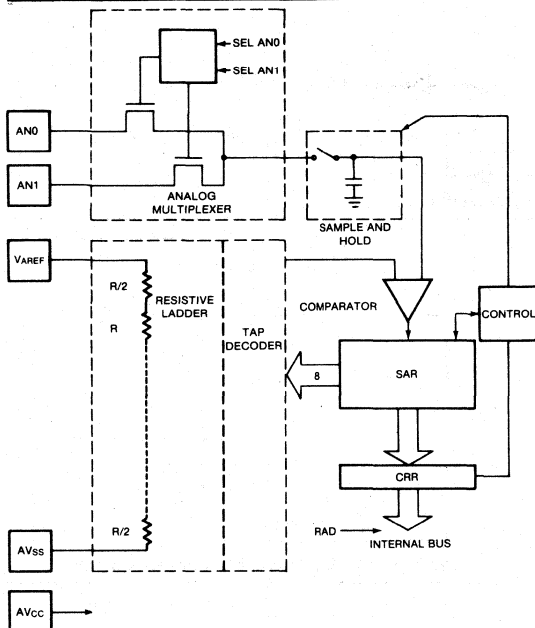 SEL AN0
SEL AN1
AN0
AN1
ANALOG
MULTIPLEXER
SAMPLE AND
HOLD
VAREF
R/2
RESISTIVE
LADDER
R
TAP
DECODER
COMPARATOR
CONTROL
8
SAR
CRR
R/2
RAD
INTERNAL BUS
AVSS
AVCC